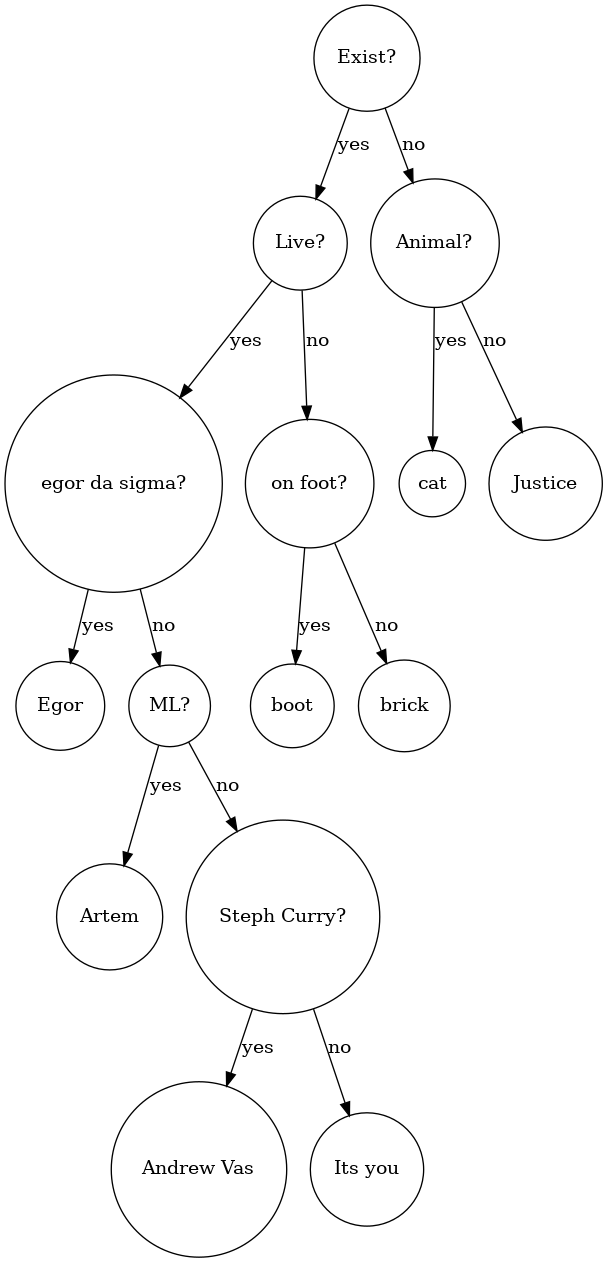 Exist?
yes
no
Live?
Animal?
yes
no
yes
no
egor da sigma?
on foot?
cat
Justice
yes
no
yes
no
Egor
ML?
boot
brick
yes
no
Artem
Steph Curry?
yes
no
Andrew Vas
Its you